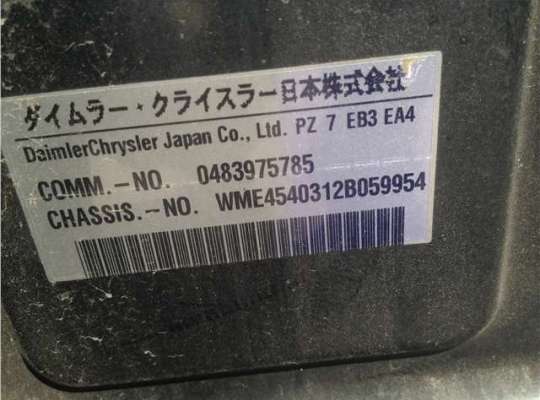 ダイムラー・クライスラー日本株式会社
DaimlerChrysler Japan Co., Ltd. PZ 7 EB3 EA4
COMM.-NO. 0483975785
CHASSIS.-NO. WME4540312B059954